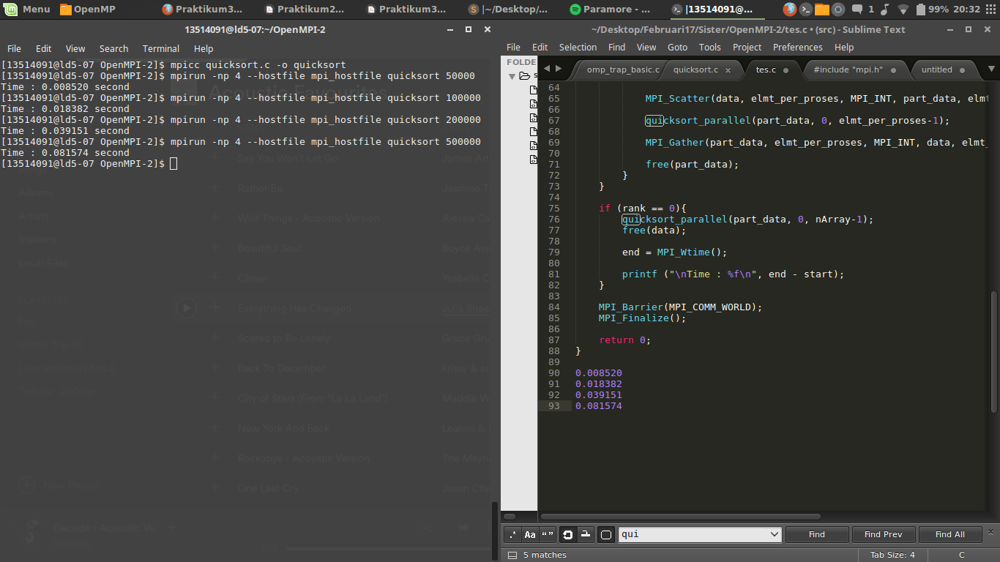 Menu OpenMP Praktikum3... Praktikum2... Praktikum3... |~/Desktop/... Paramore - ... |13514091@... 1 99% 20:32
13514091@ld5-07:~/OpenMPI-2
File Edit View Search Terminal Help
[13514091@ld5-07 OpenMPI-2]$ mpicc quicksort.c -o quicksort
[13514091@ld5-07 OpenMPI-2]$ mpirun -np 4 --hostfile mpi_hostfile quicksort 50000
Time : 0.008520 second
[13514091@ld5-07 OpenMPI-2]$ mpirun -np 4 --hostfile mpi_hostfile quicksort 100000
Time : 0.018382 second
[13514091@ld5-07 OpenMPI-2]$ mpirun -np 4 --hostfile mpi_hostfile quicksort 200000
Time : 0.039151 second
[13514091@ld5-07 OpenMPI-2]$ mpirun -np 4 --hostfile mpi_hostfile quicksort 500000
Time : 0.081574 second
[13514091@ld5-07 OpenMPI-2]$
Acoustic Favourites
Say You Won't Let Go James Art
Rather Be Jasmine T
Wild Things - Acoustic Version Alessia Ca
Beautiful Soul Boyce Ave
Closer Ysabelle C
Everything Has Changed
Scared to Be Lonely Grace Gru
Back To December krissy & er
City of Stars (From "La La Land") Maddie W
New York And Back Leanne & 
Rockabye - Acoustic Version The Mayne
One Last Cry Jason Che
Albums
Artists
Stations
Local Files
New Playlist
Decode - Acoustic
~/Desktop/Februari17/Sister/OpenMPI-2/tes.c • (src) - Sublime Text
File Edit Selection Find View Goto Tools Project Preferences Help
FOLDE
s
omp_trap_basic.c quicksort.c × tes.c #include "mpi.h" untitled
64
65 MPI_Scatter(data, elmt_per_proses, MPI_INT, part_data, elmt
66
67 quicksort_parallel(part_data, 0, elmt_per_proses-1);
68
69 MPI_Gather(part_data, elmt_per_proses, MPI_INT, data, elmt_
70
71 free(part_data);
72 }
73 }
74
75 if (rank == 0){
76 quicksort_parallel(part_data, 0, nArray-1);
77 free(data);
78
79 end = MPI_Wtime();
80
81 printf ("\nTime : %f\n", end - start);
82 }
83
84 MPI_Barrier(MPI_COMM_WORLD);
85 MPI_Finalize();
86
87 return 0;
88 }
89
90 0.008520
91 0.018382
92 0.039151
93 0.081574
.* Aa “” qui Find Find Prev Find All
5 matches Tab Size: 4 C